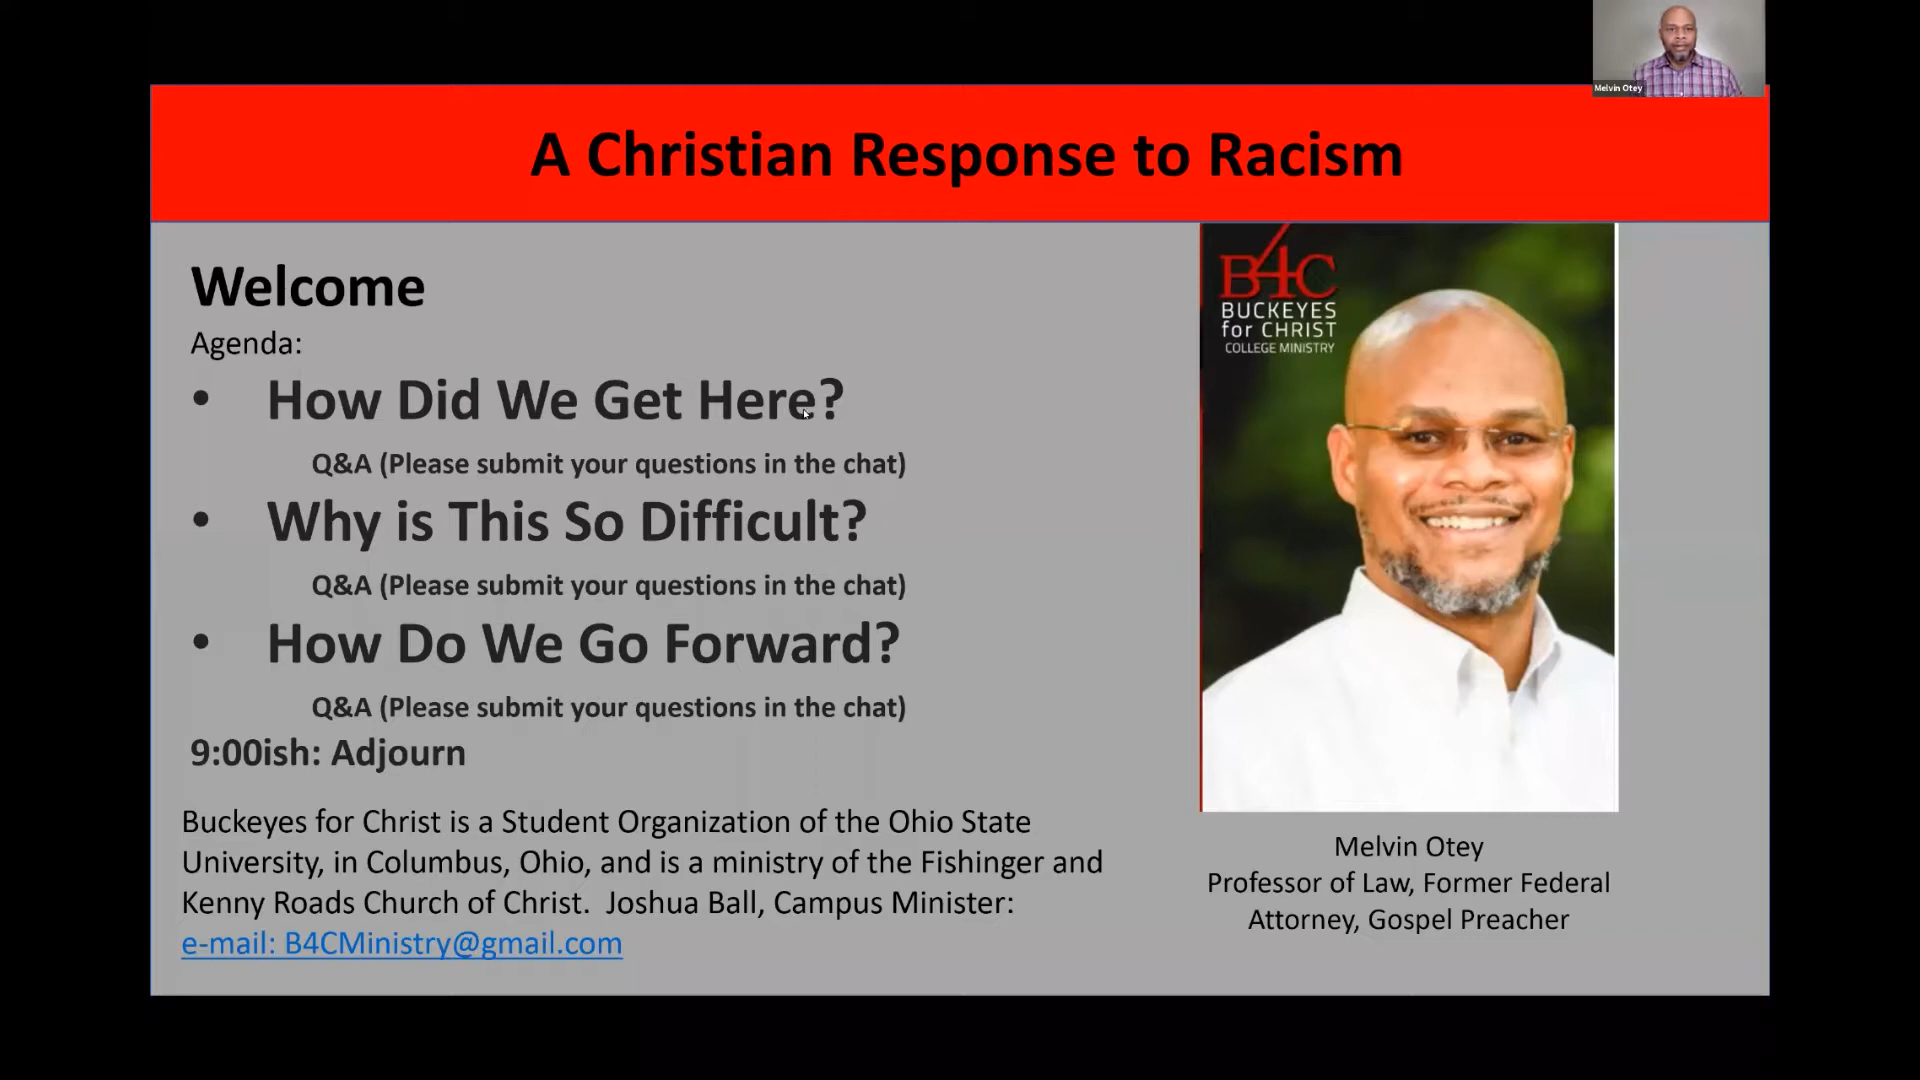 Melvin Otey
A Christian Response to Racism
Welcome
Agenda:
• How Did We Get Here?
Q&A (Please submit your questions in the chat)
• Why is This So Difficult?
Q&A (Please submit your questions in the chat)
• How Do We Go Forward?
Q&A (Please submit your questions in the chat)
9:00ish: Adjourn
Buckeyes for Christ is a Student Organization of the Ohio State
University, in Columbus, Ohio, and is a ministry of the Fishinger and
Kenny Roads Church of Christ. Joshua Ball, Campus Minister:
e-mail: B4CMinistry@gmail.com
B4C
BUCKEYES
for CHRIST
COLLEGE MINISTRY
Melvin Otey
Professor of Law, Former Federal
Attorney, Gospel Preacher